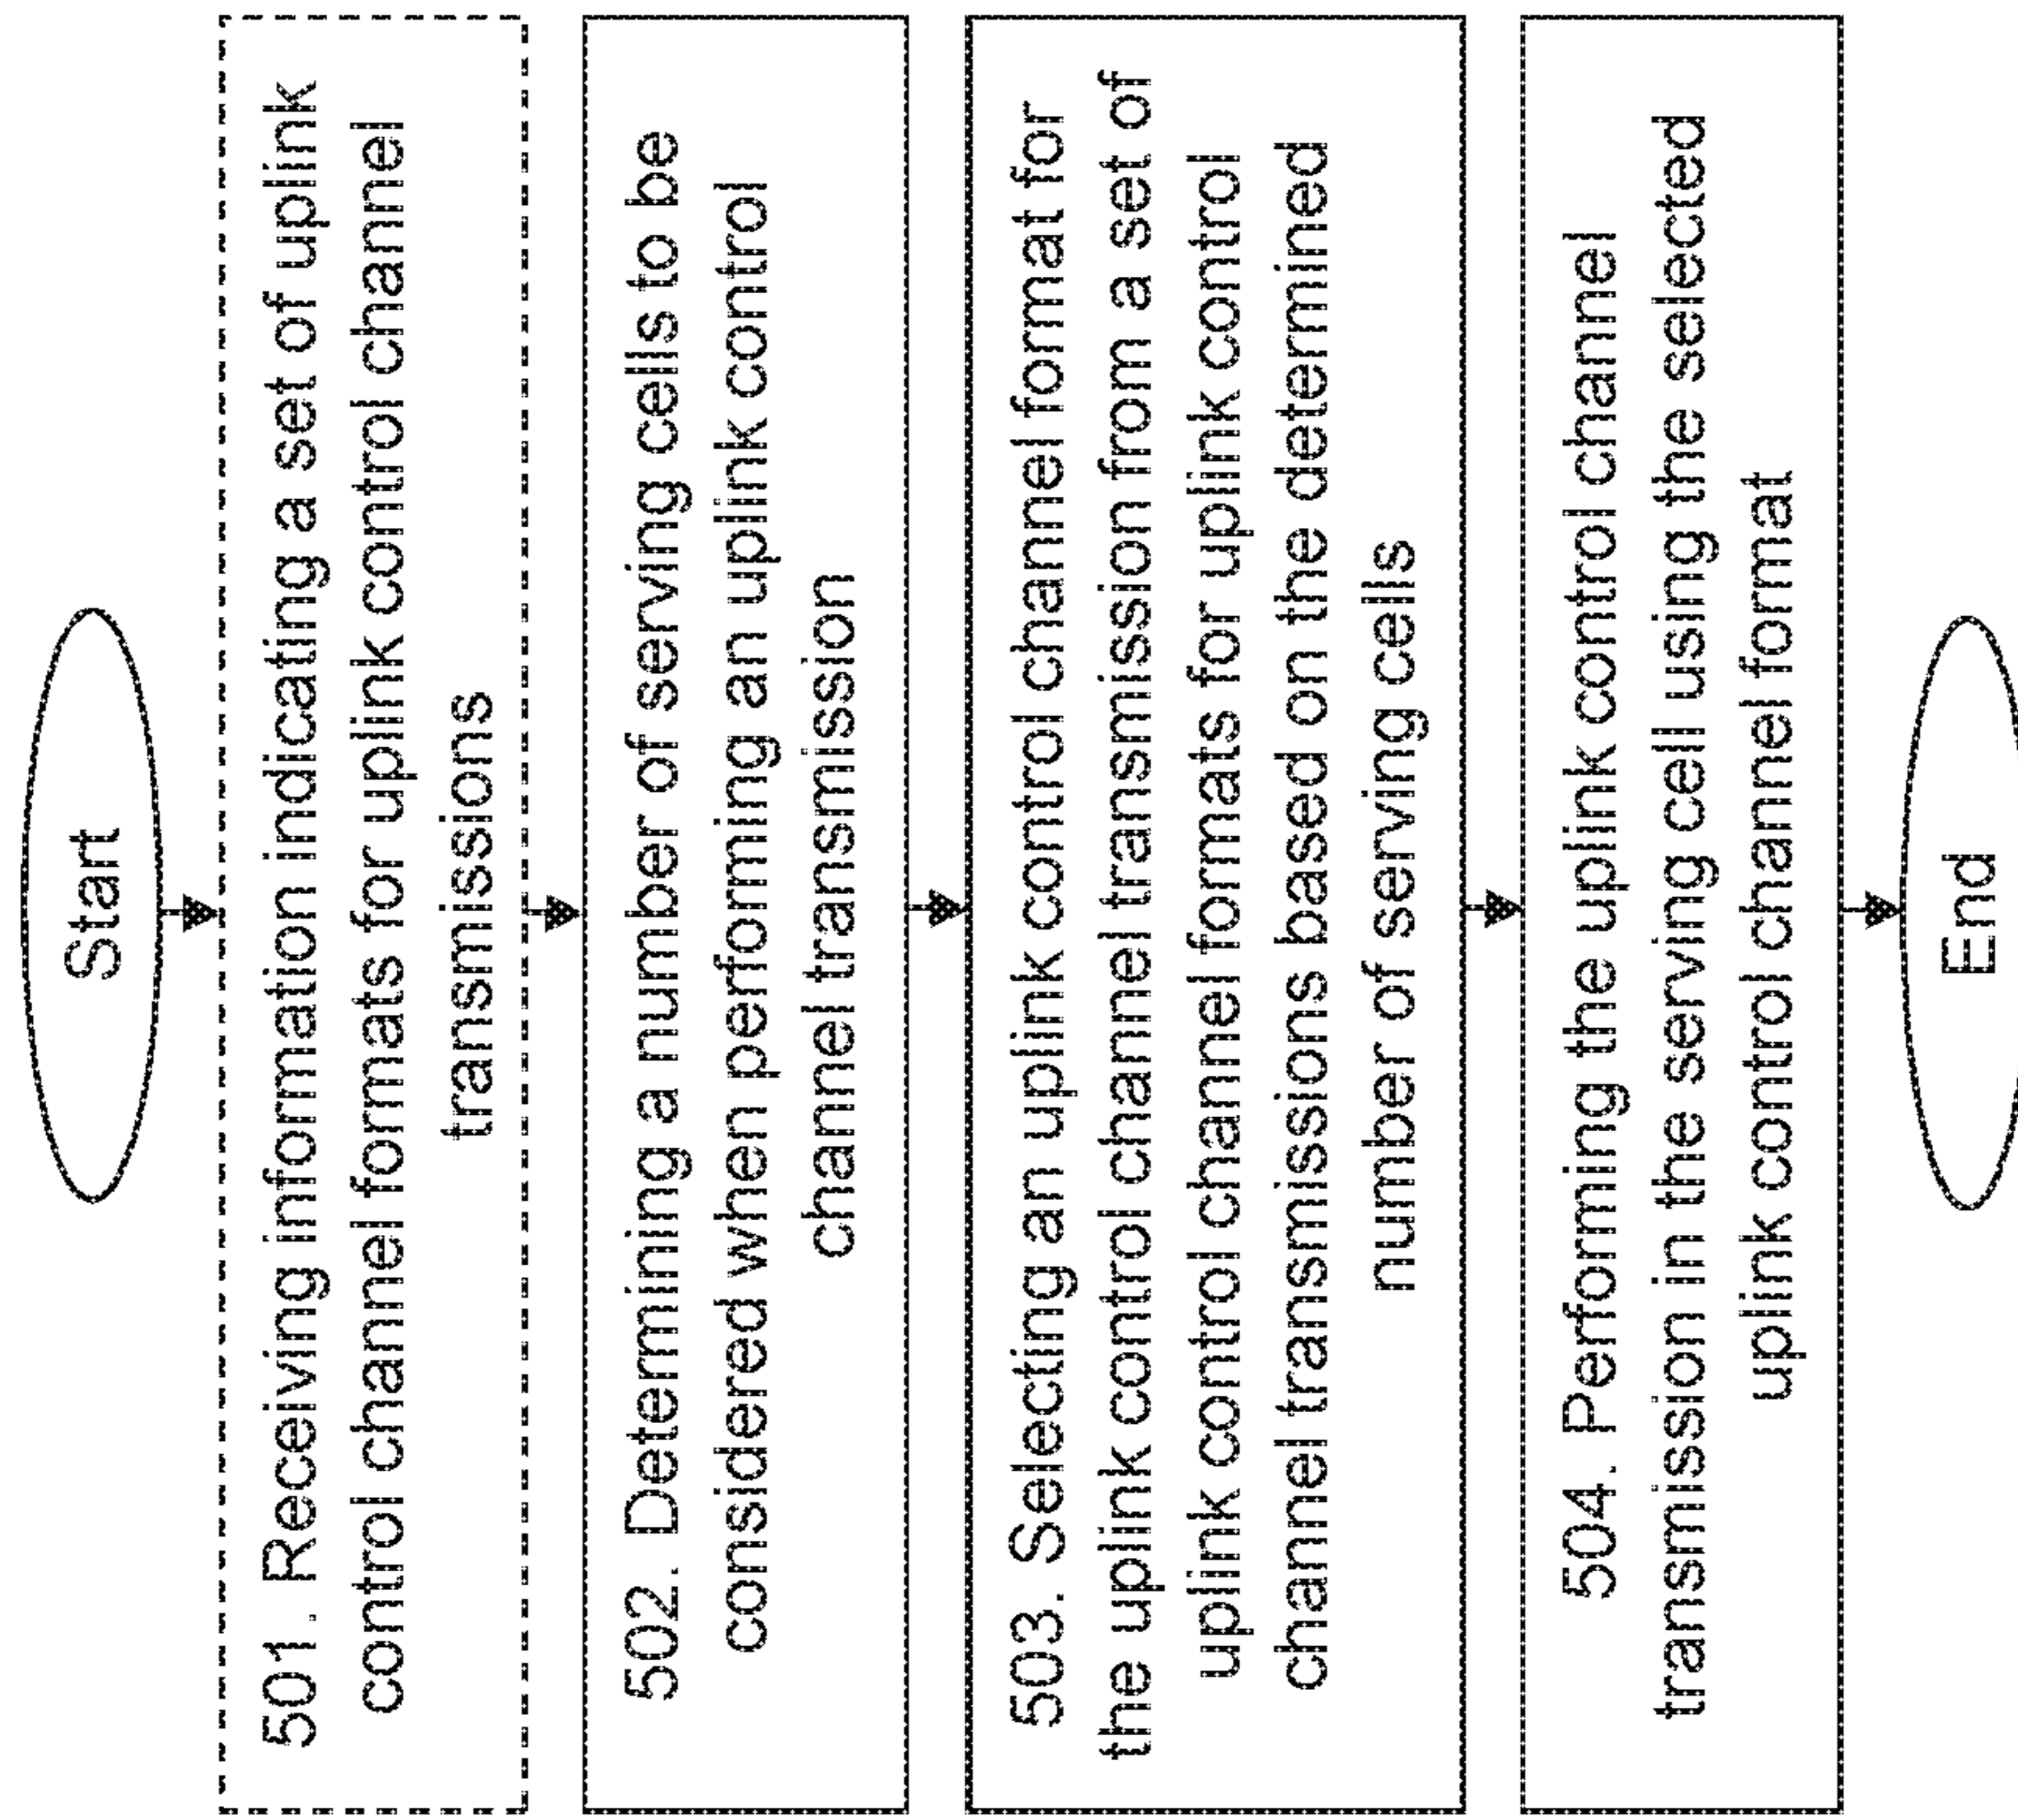 Start
501. Receiving information indicating a set of uplink
control channel formats for uplink control channel
transmissions
502. Determining a number of serving cells to be
considered when performing an uplink control
channel transmission
503. Selecting an uplink control channel format for
the uplink control channel transmission from a set of
uplink control channel formats for uplink control
channel transmissions based on the determined
number of serving cells
504. Performing the uplink control channel
transmission in the serving cell using the selected
uplink control channel format
End